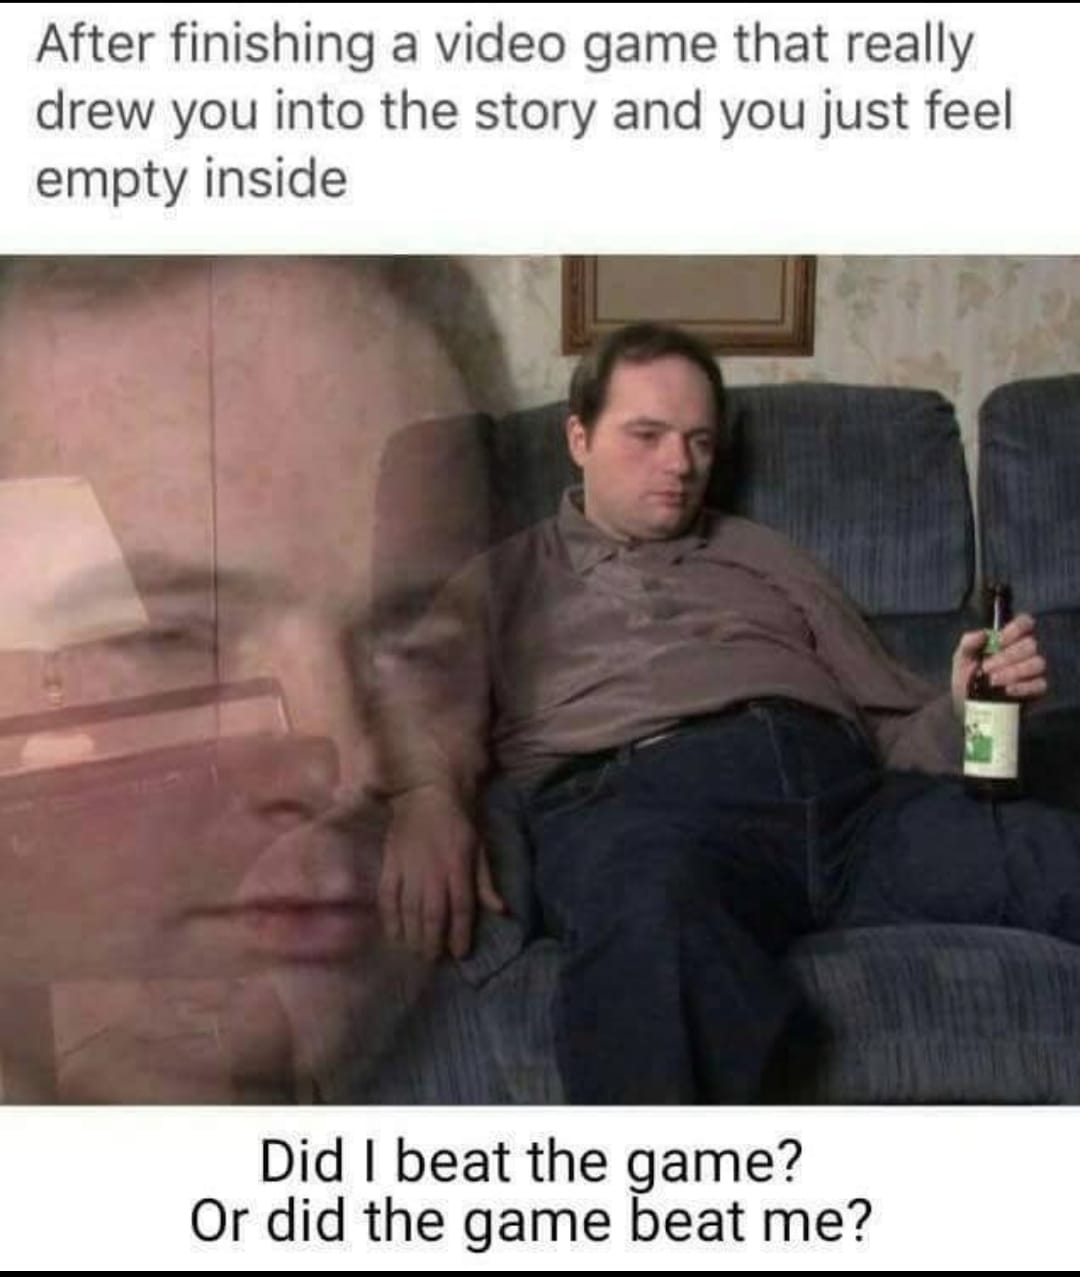 After finishing a video game that really
drew you into the story and you just feel
empty inside
Did I beat the game?
Or did the game beat me?